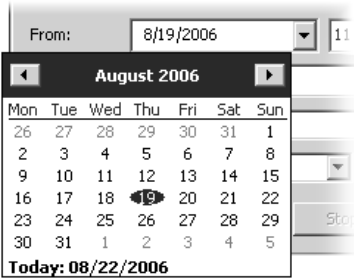 From: 8/19/2006 11
August 2006
Mon Tue Wed Thu Fri Sat Sun
26 27 28 29 30 31 1
2 3 4 5 6 7 8
9 10 11 12 13 14 15
16 17 18 19 20 21 22
23 24 25 26 27 28 29
30 31 1 2 3 4 5
Sto
Today: 08/22/2006